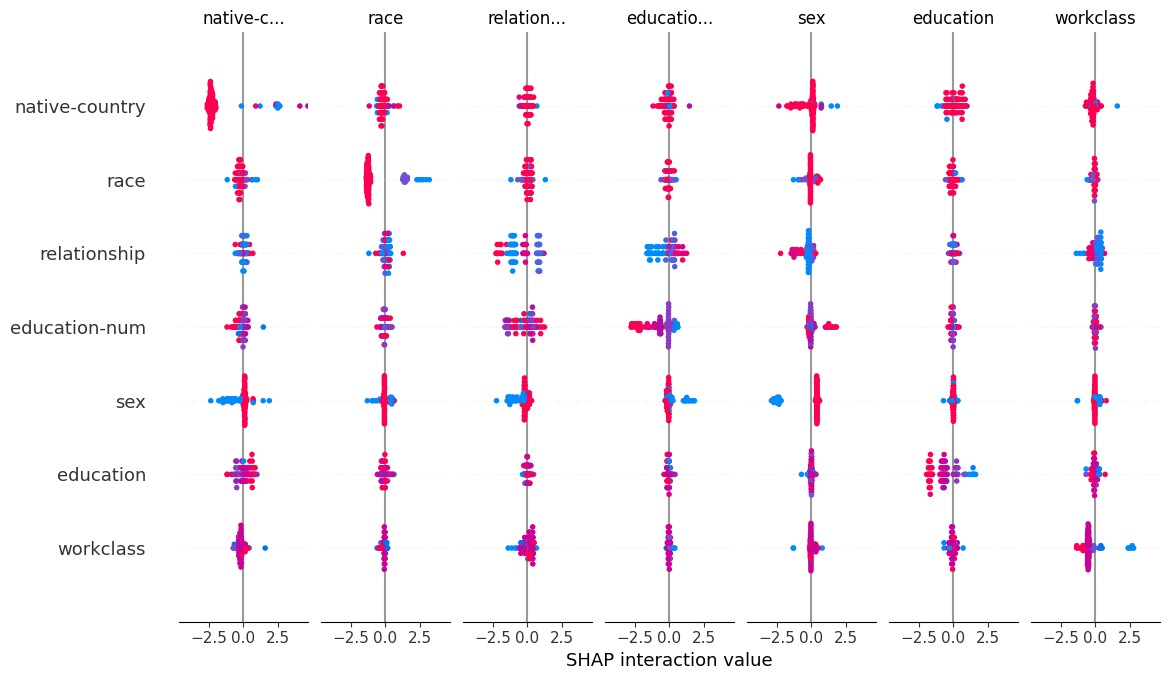 native-c... race relation... educatio... sex education workclass
native-country
race
relationship
education-num
sex
education
workclass
−2.5 0.0 2.5 −2.5 0.0 2.5 −2.5 0.0 2.5 −2.5 0.0 2.5 −2.5 0.0 2.5 −2.5 0.0 2.5 −2.5 0.0 2.5
SHAP interaction value